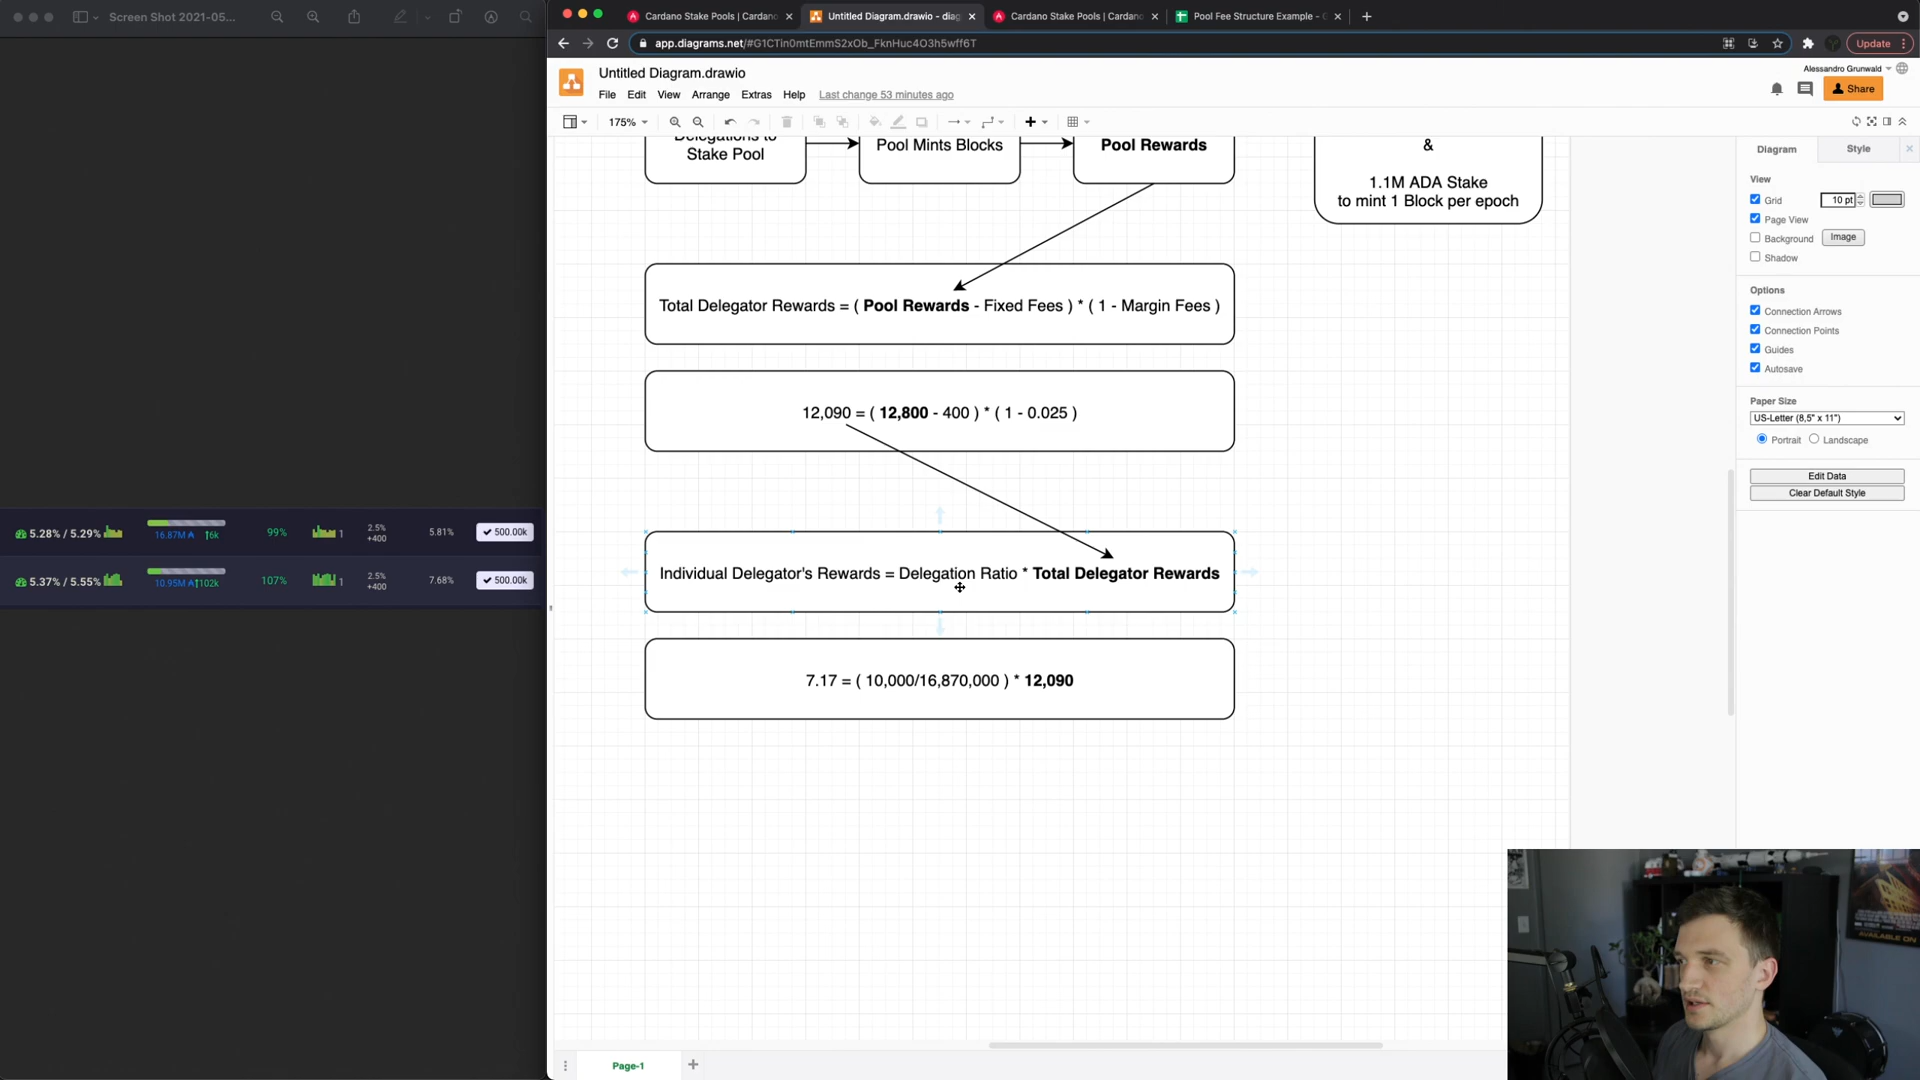 Screen Shot 2021-05...
Cardano Stake Pools | Cardano
Untitled Diagram.drawio - diag
Cardano Stake Pools | Cardano
Pool Fee Structure Example -
app.diagrams.net/#G1CTin0mtEmmS2xOb_FknHuc4O3h5wff6T
Update
Untitled Diagram.drawio
File Edit View Arrange Extras Help Last change 53 minutes ago
Alessandro Grunwald
Share
175%
Delegations to
Stake Pool
Pool Mints Blocks
Pool Rewards
&
1.1M ADA Stake
to mint 1 Block per epoch
Total Delegator Rewards = ( Pool Rewards - Fixed Fees ) * ( 1 - Margin Fees )
12,090 = ( 12,800 - 400 ) * ( 1 - 0.025 )
Individual Delegator's Rewards = Delegation Ratio * Total Delegator Rewards
7.17 = ( 10,000/16,870,000 ) * 12,090
5.28% / 5.29% 16.87M ₳ ↑6k 99% 1 2.5% +400 5.81% ✓ 500.00k
5.37% / 5.55% 10.95M ₳ ↑102k 107% 1 2.5% +400 7.68% ✓ 500.00k
Diagram Style
View
Grid 10 pt
Page View
Background Image
Shadow
Options
Connection Arrows
Connection Points
Guides
Autosave
Paper Size
US-Letter (8,5" x 11")
Portrait Landscape
Edit Data
Clear Default Style
Page-1
AVAILABLE ON